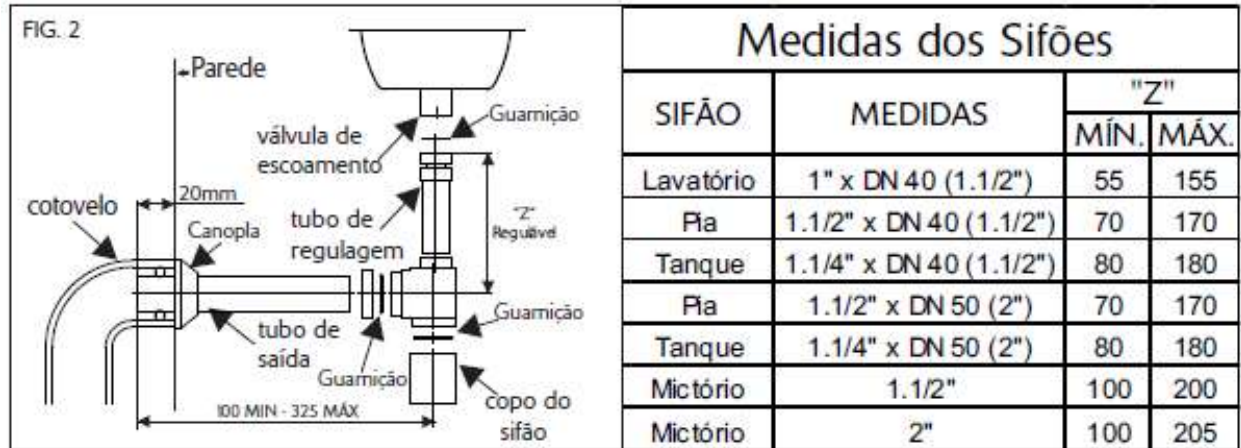 FIG. 2
Parede
Guarnição
válvula de
escoamento
20mm
cotovelo
Canopla
tubo de
regulagem
"Z"
Regulável
tubo de
saída
Guarnição
Guarnição
copo do
sifão
100 MIN - 325 MÁX
Medidas dos Sifões
SIFÃO MEDIDAS "Z"
MÍN. MÁX.
Lavatório 1" x DN 40 (1.1/2") 55 155
Pia 1.1/2" x DN 40 (1.1/2") 70 170
Tanque 1.1/4" x DN 40 (1.1/2") 80 180
Pia 1.1/2" x DN 50 (2") 70 170
Tanque 1.1/4" x DN 50 (2") 80 180
Mictório 1.1/2" 100 200
Mictório 2" 100 205